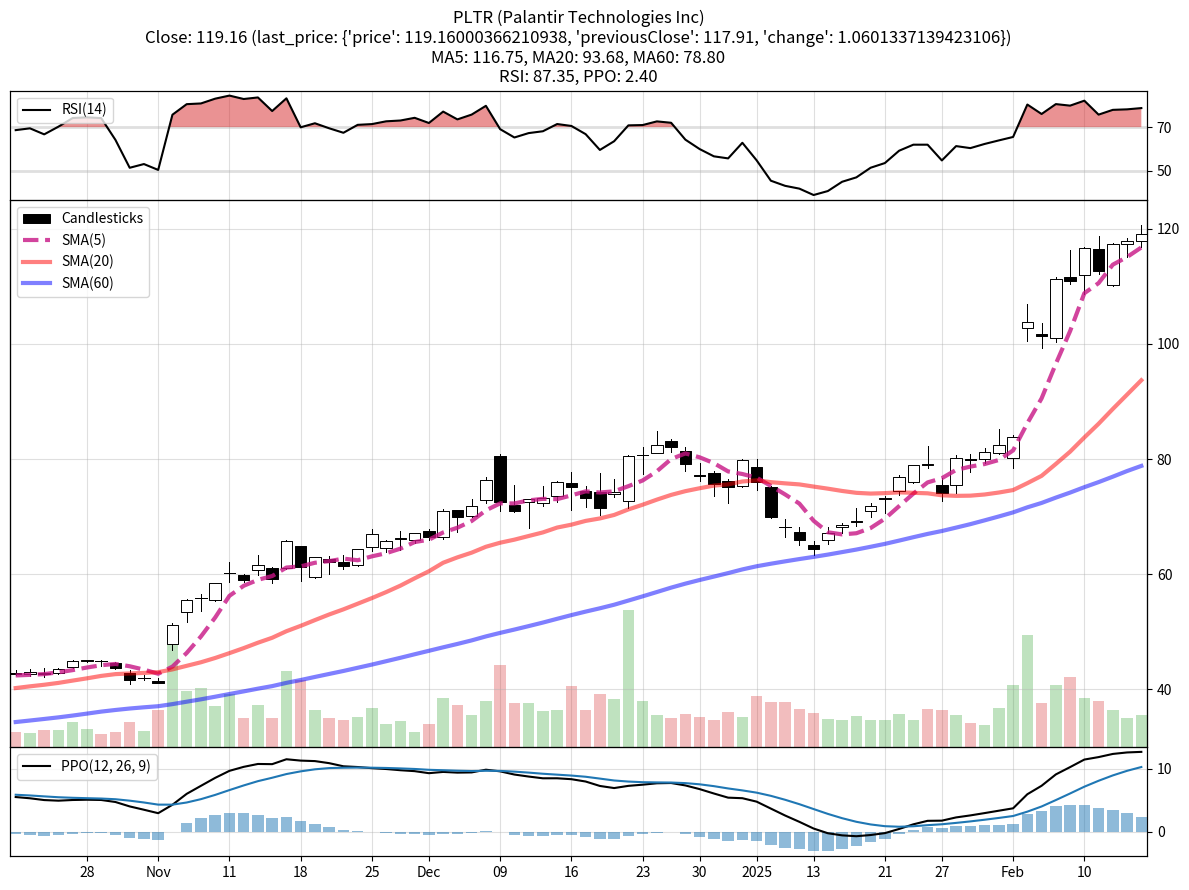 PLTR (Palantir Technologies Inc)
Close: 119.16 (last_price: {'price': 119.16000366210938, 'previousClose': 117.91, 'change': 1.0601337139423106})
MA5: 116.75, MA20: 93.68, MA60: 78.80
RSI: 87.35, PPO: 2.40
RSI(14)
70
50
Candlesticks
SMA(5)
SMA(20)
SMA(60)
120
100
80
60
40
PPO(12, 26, 9)
10
0
28 Nov 11 18 25 Dec 09 16 23 30 2025 13 21 27 Feb 10